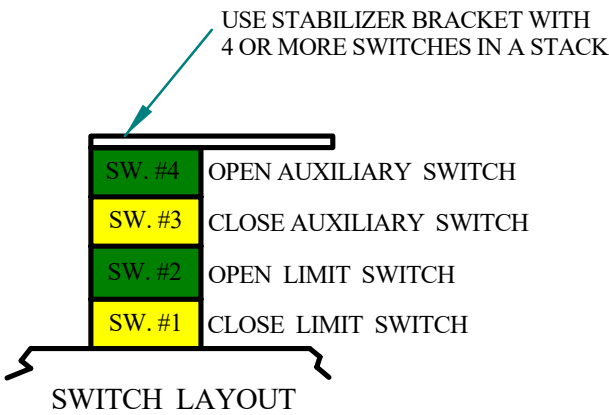 USE STABILIZER BRACKET WITH
4 OR MORE SWITCHES IN A STACK
SW. #4 OPEN AUXILIARY SWITCH
SW. #3 CLOSE AUXILIARY SWITCH
SW. #2 OPEN LIMIT SWITCH
SW. #1 CLOSE LIMIT SWITCH
SWITCH LAYOUT